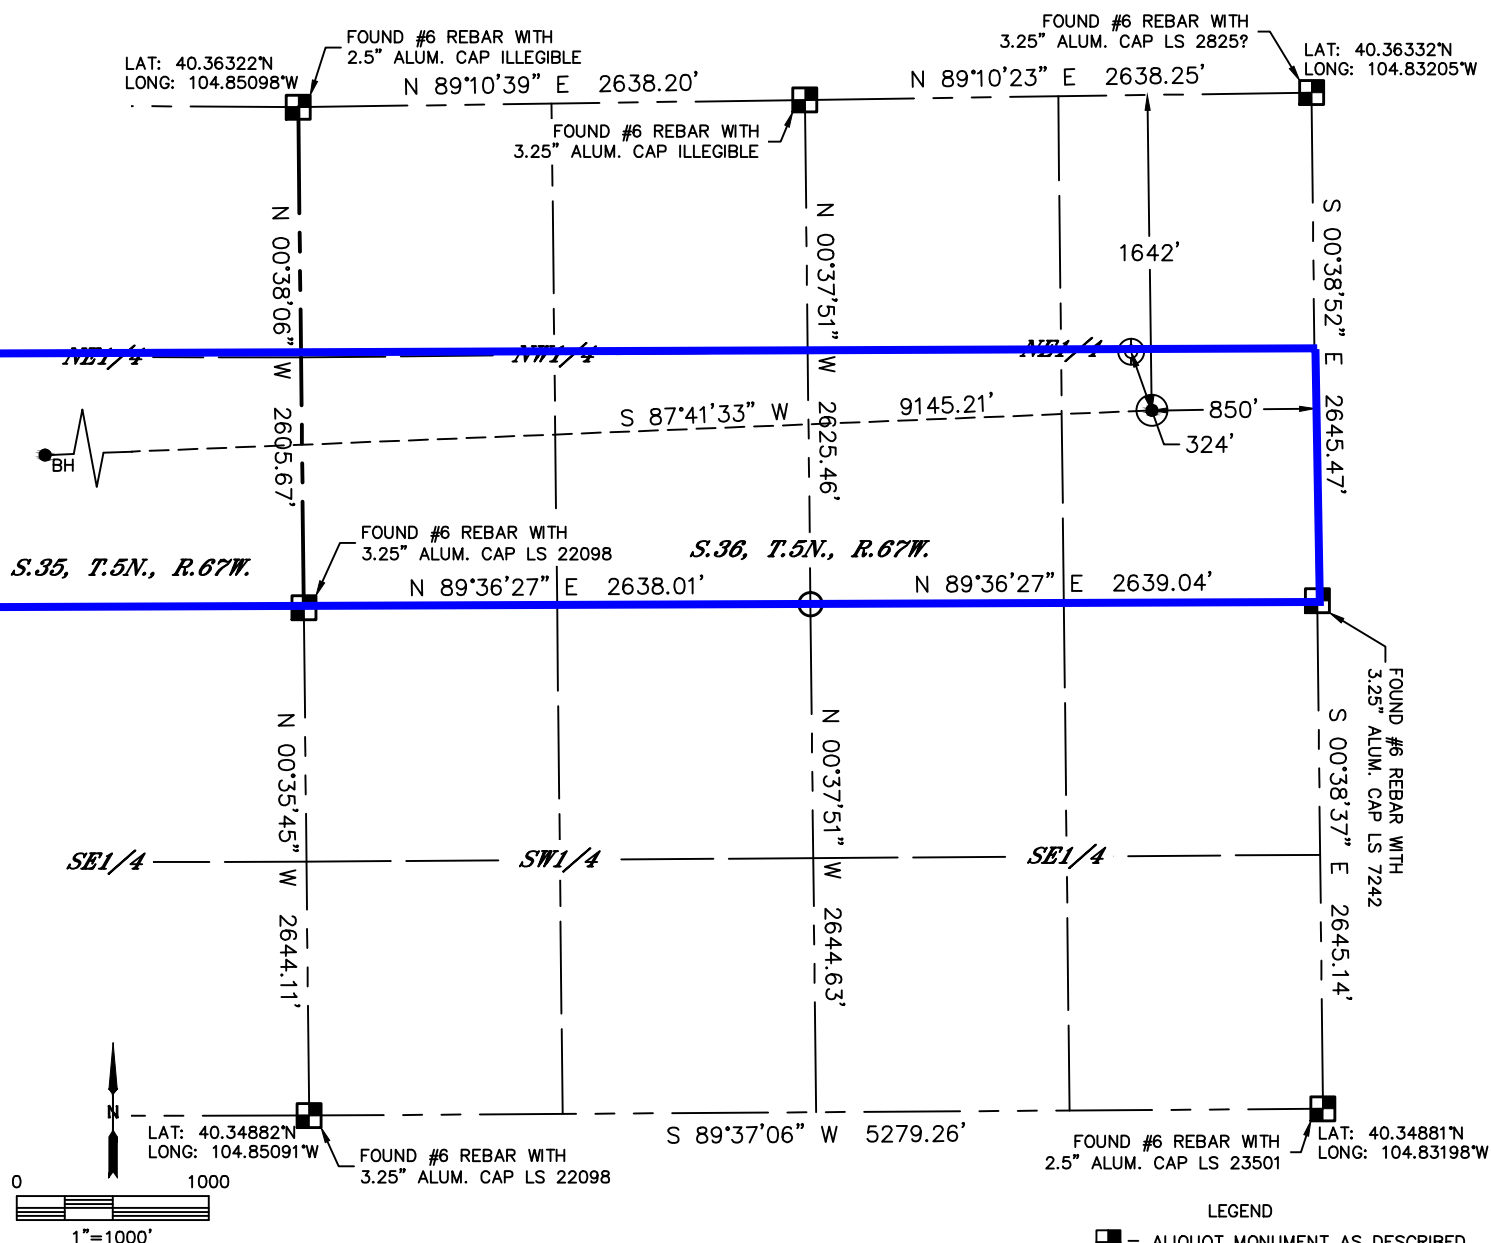 FOUND #6 REBAR WITH
2.5" ALUM. CAP ILLEGIBLE
LAT: 40.36322°N
LONG: 104.85098°W
N 89°10'39" E 2638.20'
FOUND #6 REBAR WITH
3.25" ALUM. CAP ILLEGIBLE
N 89°10'23" E 2638.25'
FOUND #6 REBAR WITH
3.25" ALUM. CAP LS 2825?
LAT: 40.36332°N
LONG: 104.83205°W
N 00°38'06" W 2605.67'
N 00°37'51" W 2625.46'
1642'
S 00°38'52" E 2645.47'
NE1/4
NW1/4
NE1/4
S 87°41'33" W 9145.21'
850'
324'
BH
FOUND #6 REBAR WITH
3.25" ALUM. CAP LS 22098
S.35, T.5N., R.67W.
S.36, T.5N., R.67W.
N 89°36'27" E 2638.01'
N 89°36'27" E 2639.04'
FOUND #6 REBAR WITH
3.25" ALUM. CAP LS 7242
N 00°35'45" W 2644.11'
N 00°37'51" W 2644.63'
S 00°38'37" E 2645.14'
SE1/4
SW1/4
SE1/4
N
LAT: 40.34882°N
LONG: 104.85091°W
FOUND #6 REBAR WITH
3.25" ALUM. CAP LS 22098
S 89°37'06" W 5279.26'
FOUND #6 REBAR WITH
2.5" ALUM. CAP LS 23501
LAT: 40.34881°N
LONG: 104.83198°W
0 1000
1"=1000'
LEGEND
= ALIQUOT MONUMENT AS DESCRIBED